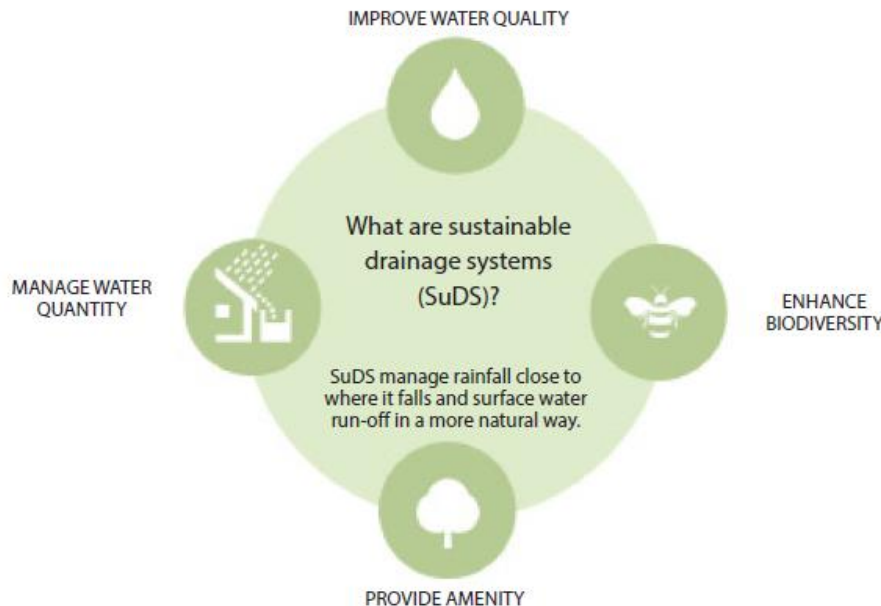 IMPROVE WATER QUALITY
What are sustainable
drainage systems
(SuDS)?
MANAGE WATER
QUANTITY
ENHANCE
BIODIVERSITY
SuDS manage rainfall close to
where it falls and surface water
run-off in a more natural way.
PROVIDE AMENITY